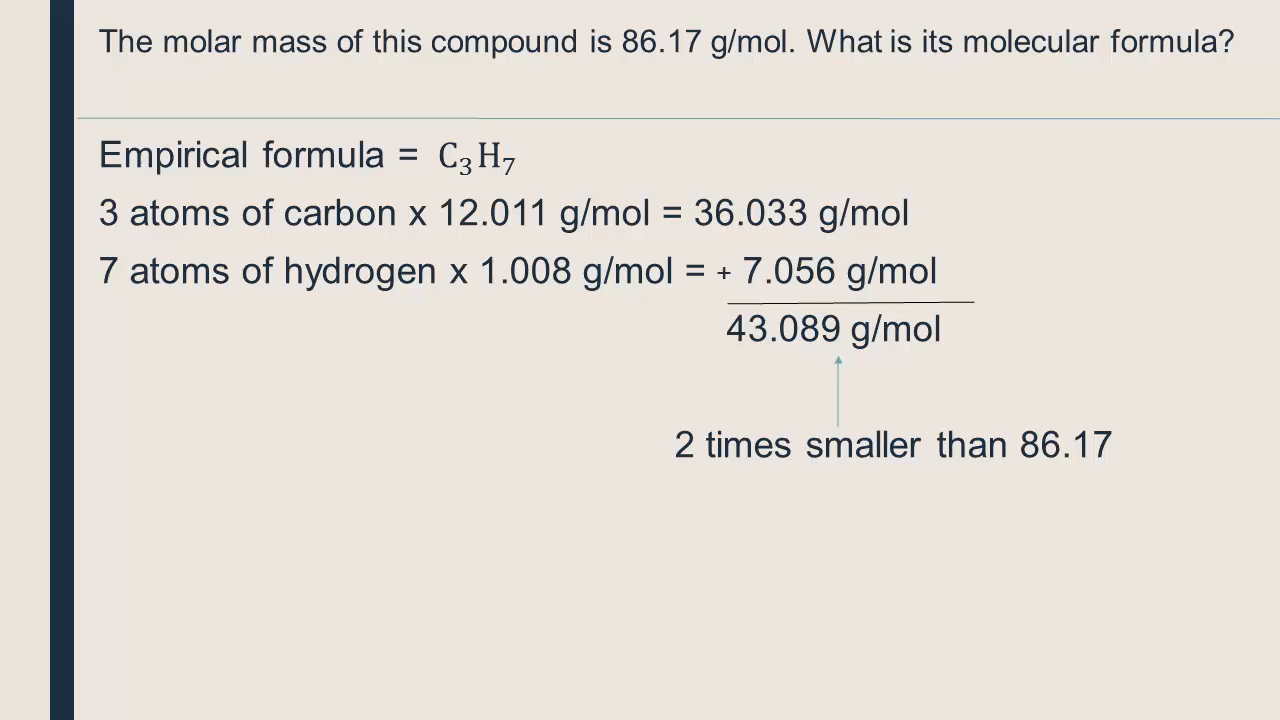 The molar mass of this compound is 86.17 g/mol. What is its molecular formula?
Empirical formula = C₃H₇
3 atoms of carbon x 12.011 g/mol = 36.033 g/mol
7 atoms of hydrogen x 1.008 g/mol = + 7.056 g/mol
43.089 g/mol
2 times smaller than 86.17